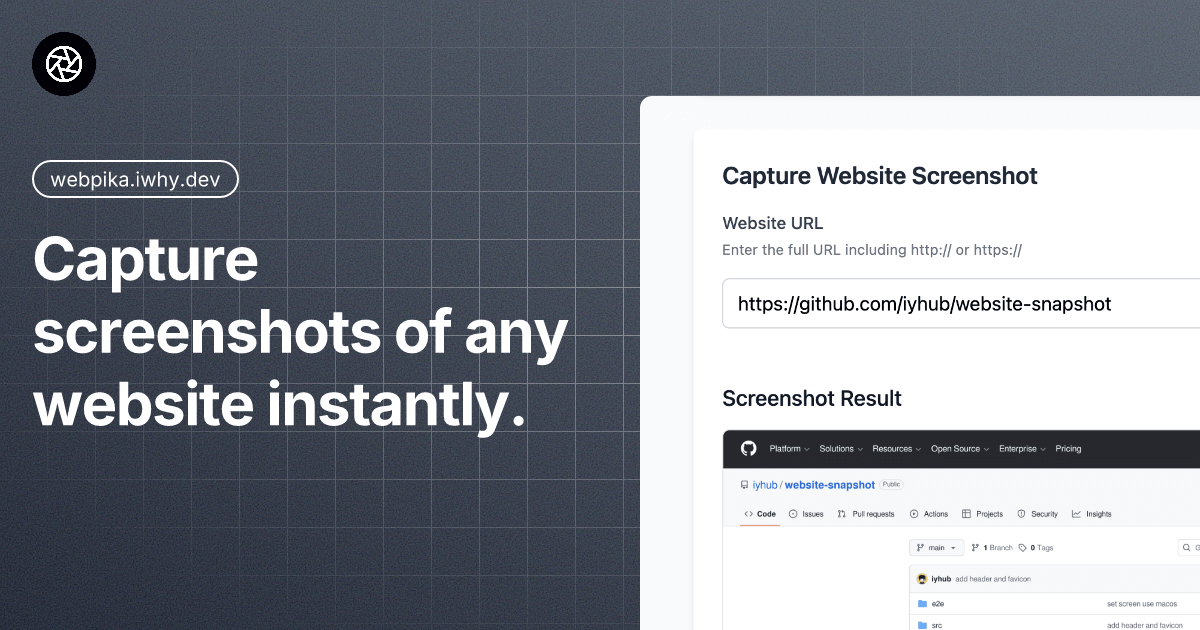 webpika.iwhy.dev
Capture
screenshots of any
website instantly.
Capture Website Screenshot
Website URL
Enter the full URL including http:// or https://
https://github.com/iyhub/website-snapshot
Screenshot Result
Platform Solutions Resources Open Source Enterprise Pricing
iyhub / website-snapshot Public
Code Issues Pull requests Actions Projects Security Insights
main 1 Branch 0 Tags G
iyhub add header and favicon
e2e set screen use macos
src add header and favicon